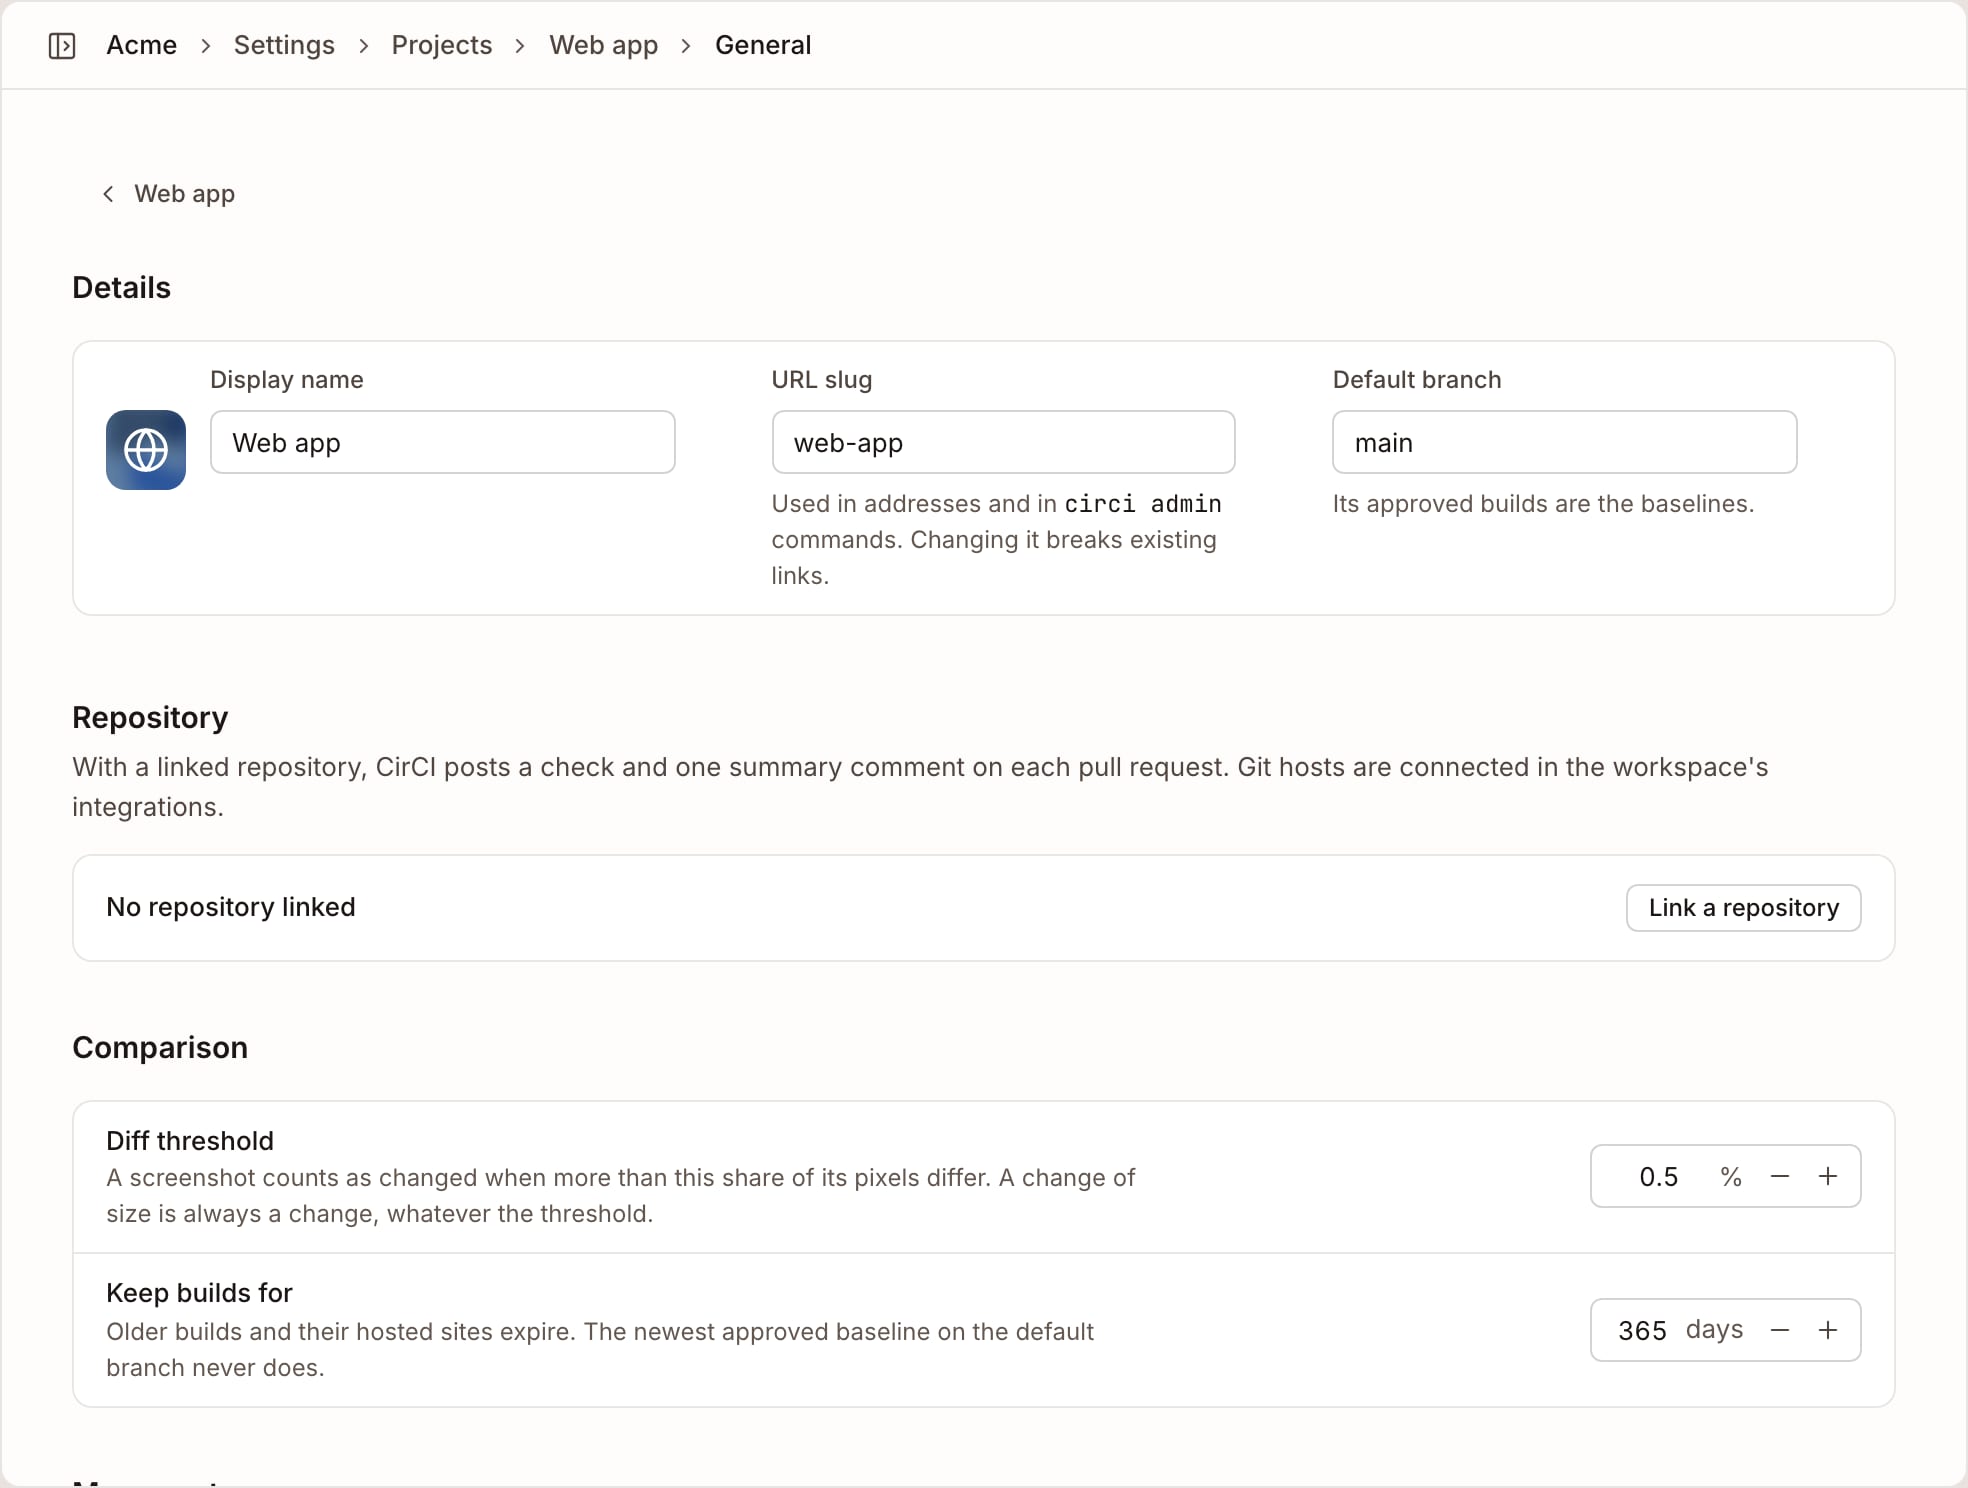 Acme > Settings > Projects > Web app > General
Web app
Details
Display name
Web app
URL slug
web-app
Used in addresses and in circi admin
commands. Changing it breaks existing
links.
Default branch
main
Its approved builds are the baselines.
Repository
With a linked repository, CirCI posts a check and one summary comment on each pull request. Git hosts are connected in the workspace's
integrations.
No repository linked
Link a repository
Comparison
Diff threshold
A screenshot counts as changed when more than this share of its pixels differ. A change of
size is always a change, whatever the threshold.
0.5 % − +
Keep builds for
Older builds and their hosted sites expire. The newest approved baseline on the default
branch never does.
365 days − +